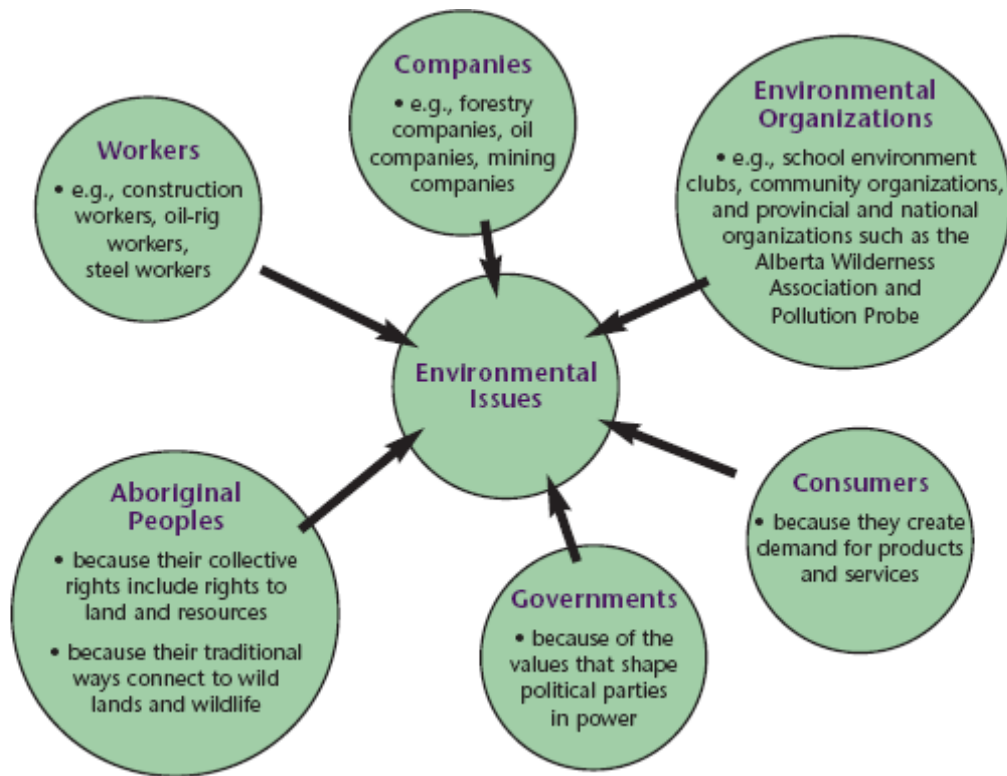 Companies
• e.g., forestry
companies, oil
companies, mining
companies
Environmental
Organizations
• e.g., school environment
clubs, community organizations,
and provincial and national
organizations such as the
Alberta Wilderness
Association and
Pollution Probe
Workers
• e.g., construction
workers, oil-rig
workers,
steel workers
Environmental
Issues
Aboriginal
Peoples
• because their collective
rights include rights to
land and resources
• because their traditional
ways connect to wild
lands and wildlife
Governments
• because of the
values that shape
political parties
in power
Consumers
• because they create
demand for products
and services